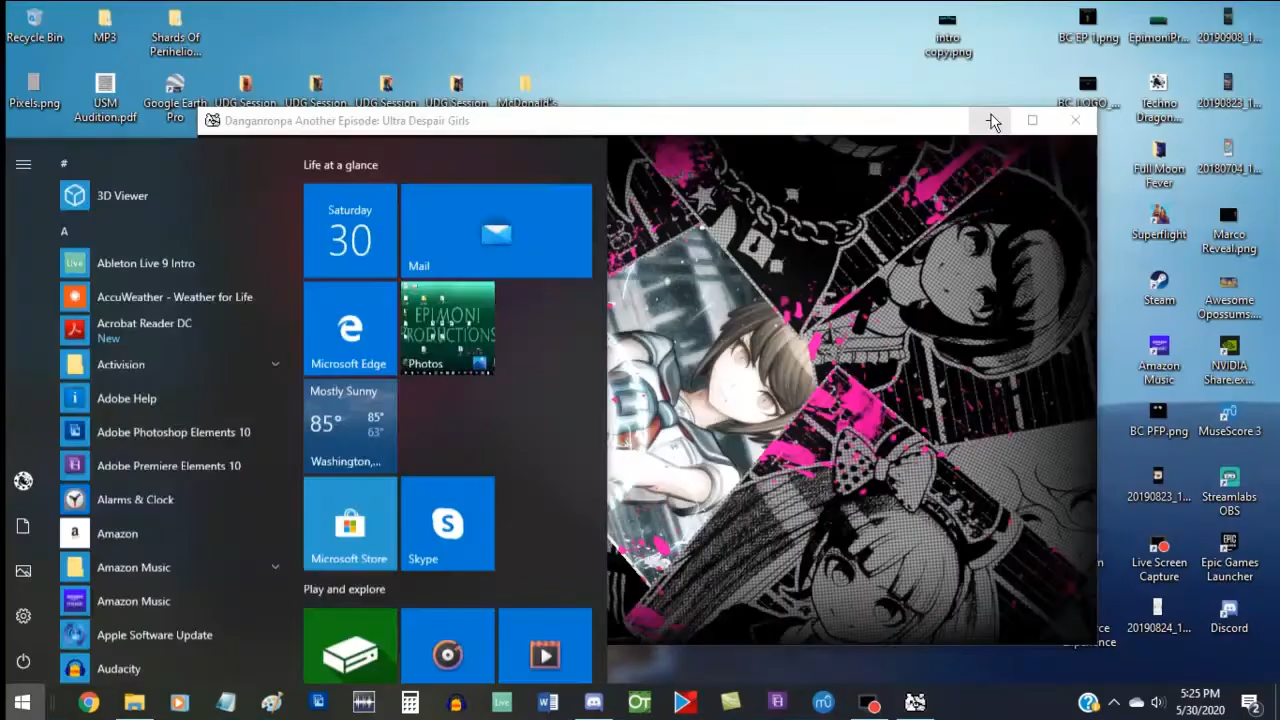 Recycle Bin
MP3
Shards Of
Perihelio...
intro
copy.png
BC EP 1.png
EpimoniPr...
20190908_1...
Pixels.png
USM
Audition.pdf
Google Earth
Pro
UDG Session
UDG Session
UDG Session
UDG Session
McDonald's
BC LOGO_...
Techno
Dragon...
20190823_1...
Danganronpa Another Episode: Ultra Despair Girls
#
3D Viewer
A
Ableton Live 9 Intro
AccuWeather - Weather for Life
Acrobat Reader DC
New
Activision
Adobe Help
Adobe Photoshop Elements 10
Adobe Premiere Elements 10
Alarms & Clock
Amazon
Amazon Music
Amazon Music
Apple Software Update
Audacity
Life at a glance
Saturday
30
Mail
Microsoft Edge
EPIMONI
PRODUCTIONS
Photos
Mostly Sunny
85°
85°
63°
Washington,...
Microsoft Store
Skype
Play and explore
Full Moon
Fever
20180704_1...
Superflight
Marco
Reveal.png
Steam
Awesome
Opossums....
Amazon
Music
NVIDIA
Share.ex...
BC PFP.png
MuseScore 3
20190823_1...
Streamlabs
OBS
Live Screen
Capture
Epic Games
Launcher
20190824_1...
Discord
Experience
5:25 PM
5/30/2020